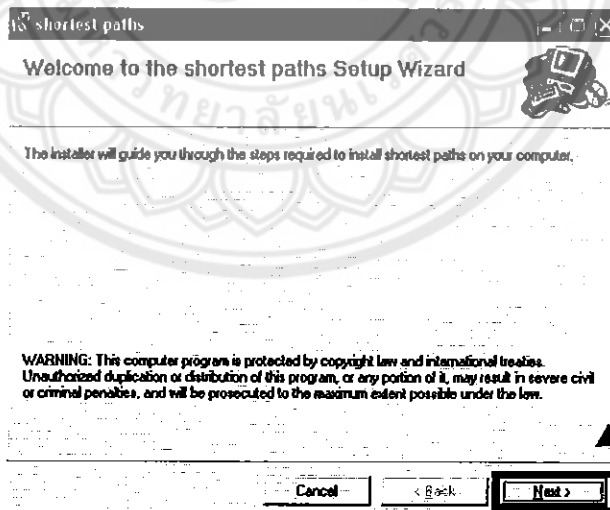 shortest paths
Welcome to the shortest paths Setup Wizard
The installer will guide you through the steps required to install shortest paths on your computer.
WARNING: This computer program is protected by copyright law and international treaties.
Unauthorized duplication or distribution of this program, or any portion of it, may result in severe civil
or criminal penalties, and will be prosecuted to the maximum extent possible under the law.
Cancel < Back Next >